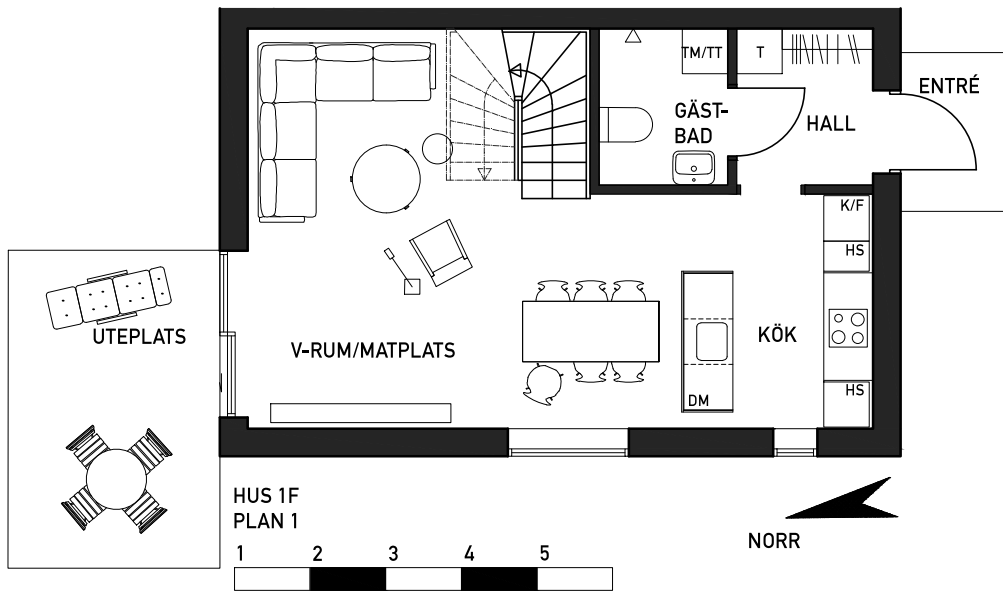 TM/TT
T
ENTRÉ
GÄST-
BAD
HALL
K/F
HS
UTEPLATS
V-RUM/MATPLATS
KÖK
HS
DM
HUS 1F
PLAN 1
NORR
1 2 3 4 5